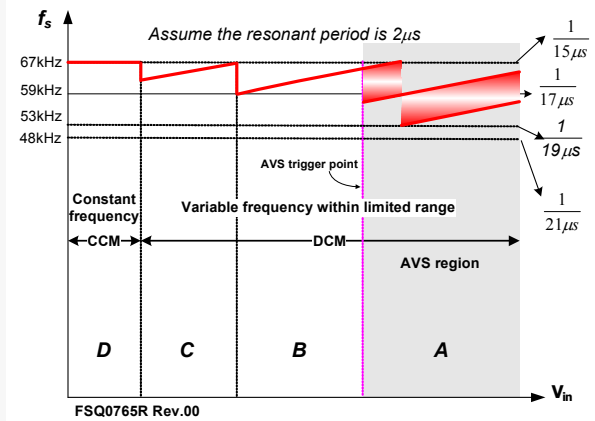 fs
Assume the resonant period is 2μs
67kHz
59kHz
53kHz
48kHz
1
15μs
1
17μs
1
19μs
1
21μs
AVS trigger point
Constant
frequency
Variable frequency within limited range
CCM
DCM
AVS region
D
C
B
A
Vin
FSQ0765R Rev.00